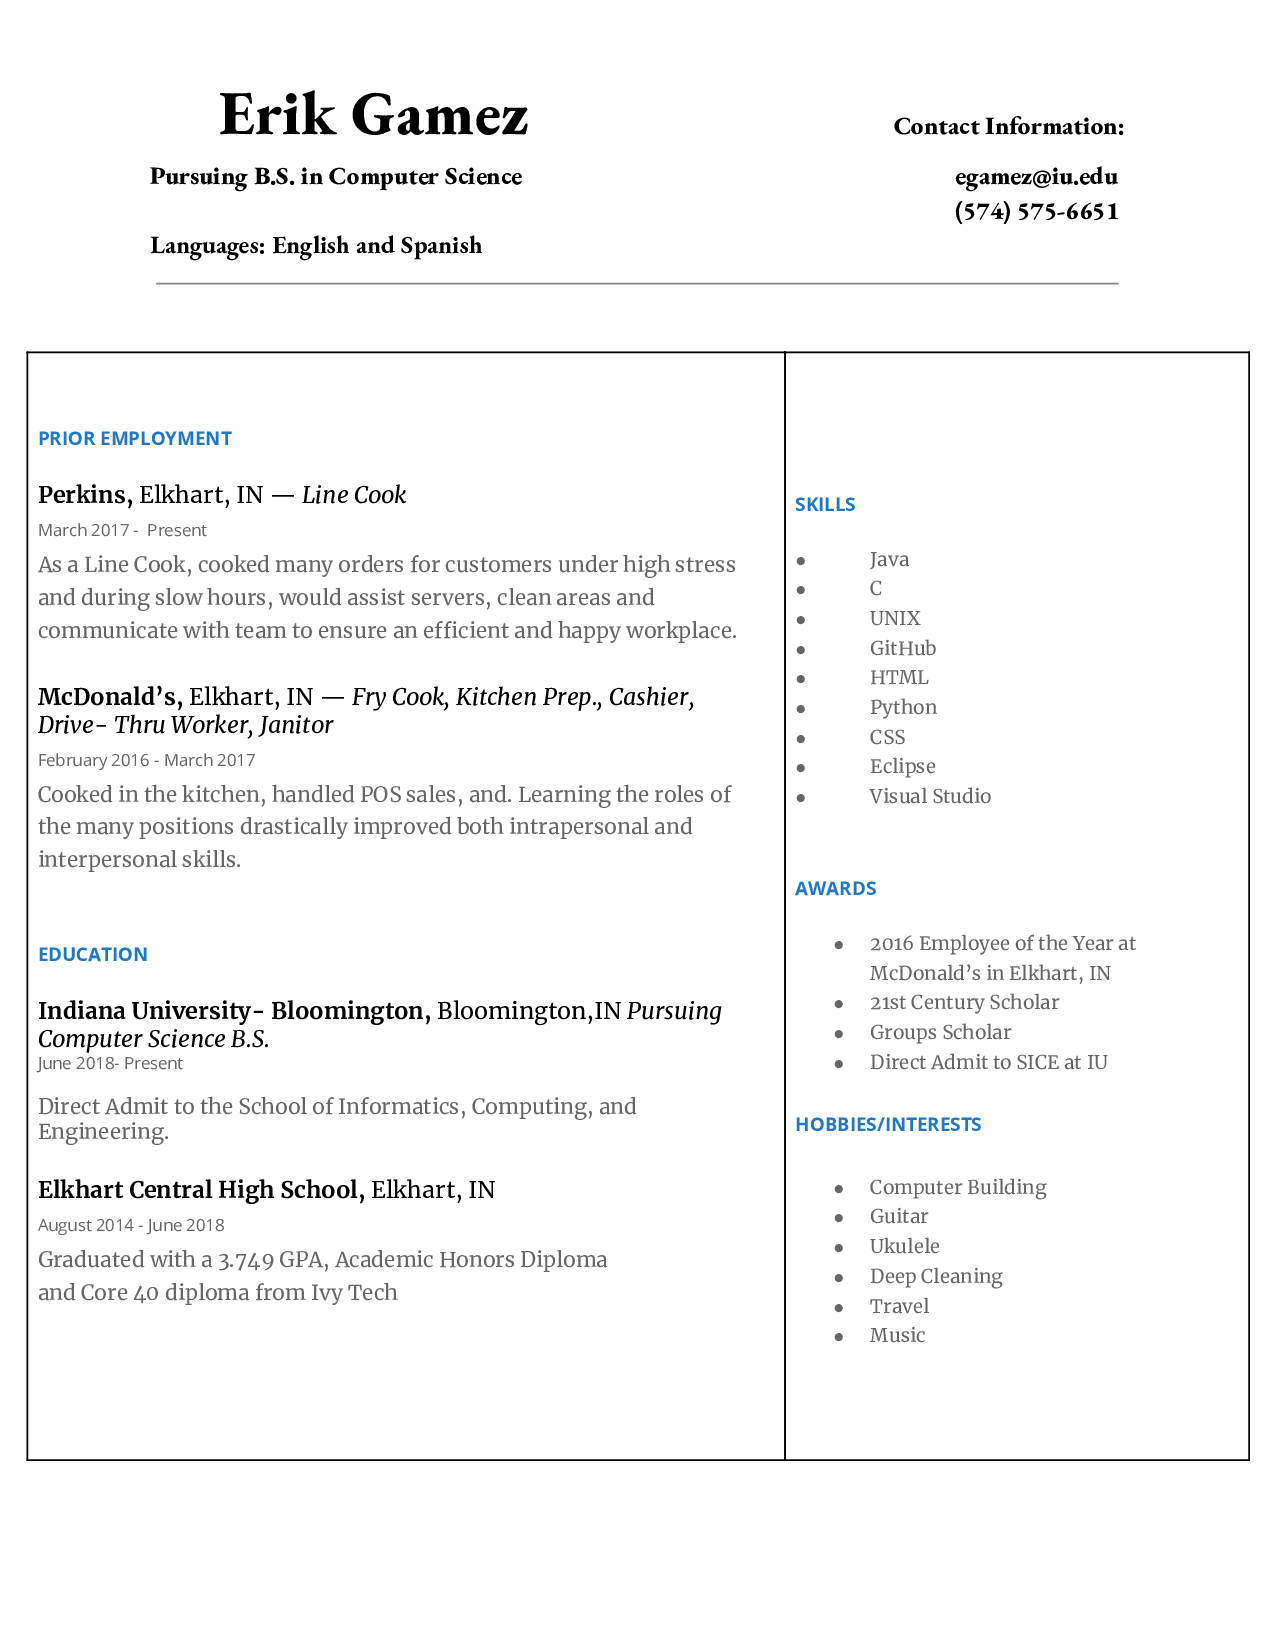 Erik Gamez
Pursuing B.S. in Computer Science
Languages: English and Spanish
Contact Information:
egamez@iu.edu
(574) 575-6651
PRIOR EMPLOYMENT
Perkins, Elkhart, IN — Line Cook
March 2017 - Present
As a Line Cook, cooked many orders for customers under high stress
and during slow hours, would assist servers, clean areas and
communicate with team to ensure an efficient and happy workplace.
McDonald’s, Elkhart, IN — Fry Cook, Kitchen Prep., Cashier,
Drive- Thru Worker, Janitor
February 2016 - March 2017
Cooked in the kitchen, handled POS sales, and. Learning the roles of
the many positions drastically improved both intrapersonal and
interpersonal skills.
EDUCATION
Indiana University- Bloomington, Bloomington,IN Pursuing
Computer Science B.S.
June 2018- Present
Direct Admit to the School of Informatics, Computing, and
Engineering.
Elkhart Central High School, Elkhart, IN
August 2014 - June 2018
Graduated with a 3.749 GPA, Academic Honors Diploma
and Core 40 diploma from Ivy Tech
SKILLS
● Java
● C
● UNIX
● GitHub
● HTML
● Python
● CSS
● Eclipse
● Visual Studio
AWARDS
● 2016 Employee of the Year at
McDonald’s in Elkhart, IN
● 21st Century Scholar
● Groups Scholar
● Direct Admit to SICE at IU
HOBBIES/INTERESTS
● Computer Building
● Guitar
● Ukulele
● Deep Cleaning
● Travel
● Music